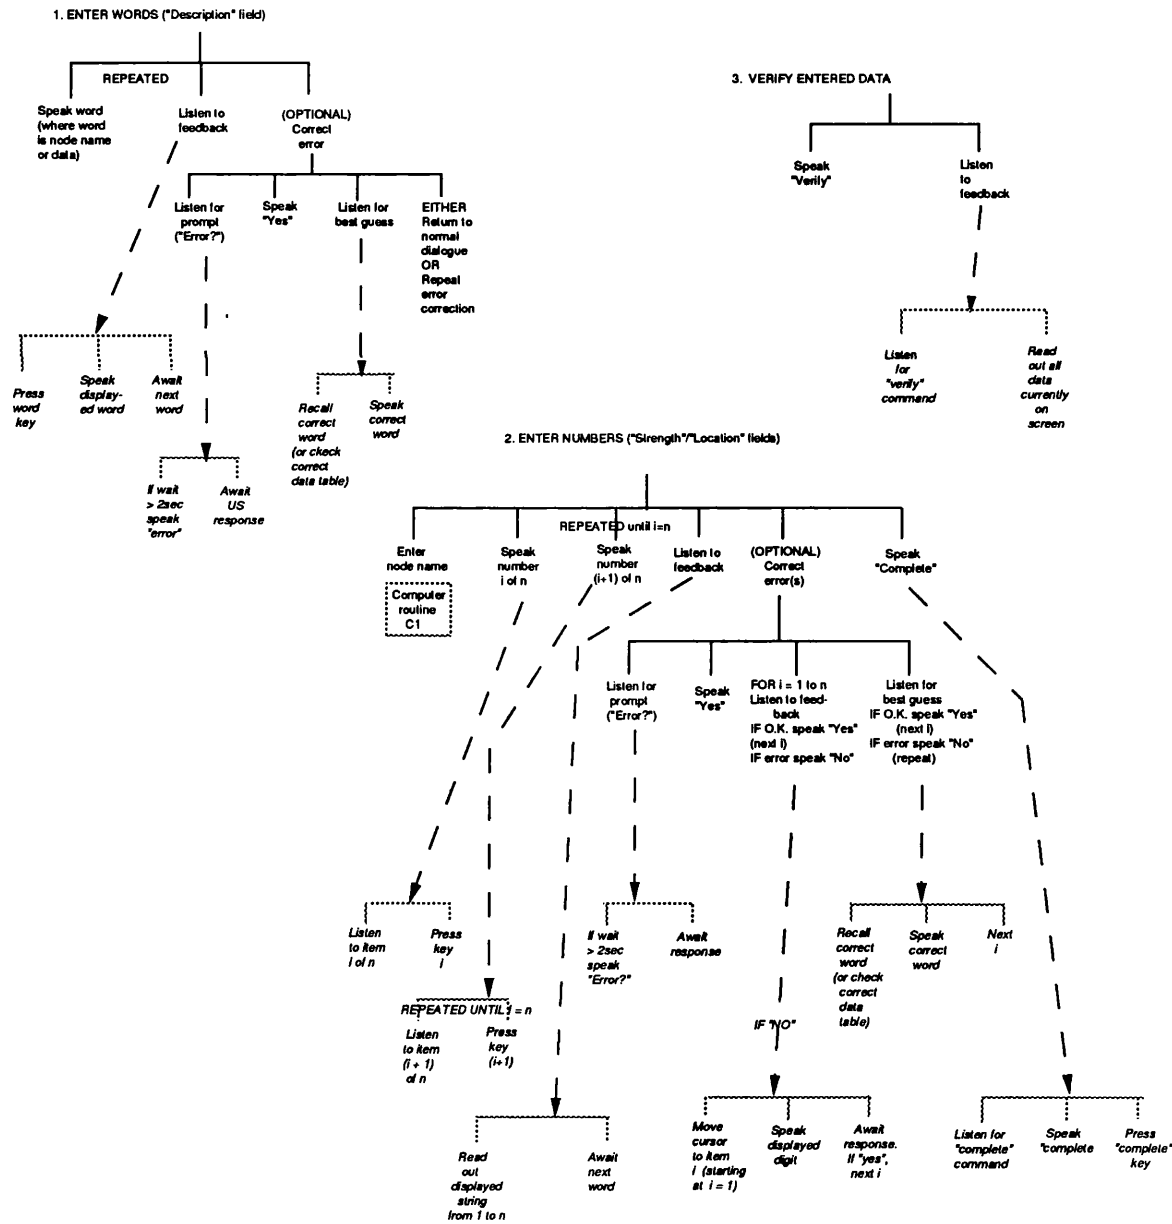 1. ENTER WORDS ("Description" field)
REPEATED
Speak word
(where word
is node name
or data)
Listen to
feedback
(OPTIONAL)
Correct
error
Listen for
prompt
("Error?")
Speak
"Yes"
Listen for
best guess
EITHER
Return to
normal
dialogue
OR
Repeat
error
correction
Press
word
key
Speak
display-
ed word
Await
next
word
Recall
correct
word
(or check
correct
data table)
Speak
correct
word
If wait
> 2sec
speak
"error"
Await
US
response
3. VERIFY ENTERED DATA
Speak
"Verify"
Listen
to
feedback
Listen
for
"verify"
command
Read
out all
data
currently
on
screen
2. ENTER NUMBERS ("Strength"/"Location" fields)
REPEATED until i=n
Enter
node name
Computer
routine
C1
Speak
number
i of n
Speak
number
(i+1) of n
Listen to
feedback
(OPTIONAL)
Correct
error(s)
Speak
"Complete"
Listen for
prompt
("Error?")
Speak
"Yes"
FOR i = 1 to n
Listen to feed-
back
IF O.K. speak "Yes"
(next i)
IF error speak "No"
Listen for
best guess
IF O.K. speak "Yes"
(next i)
IF error speak "No"
(repeat)
Listen
to item
i of n
Press
key
i
If wait
> 2sec
speak
"Error?"
Await
response
Recall
correct
word
(or check
correct
data
table)
Speak
correct
word
Next
i
REPEATED UNTIL i = n
Listen
to item
(i + 1)
of n
Press
key
(i+1)
IF "NO"
Read
out
displayed
string
from 1 to n
Await
next
word
Move
cursor
to item
i (starting
at i = 1)
Speak
displayed
digit
Await
response.
If "yes",
next i
Listen for
"complete"
command
Speak
"complete
Press
"complete"
key